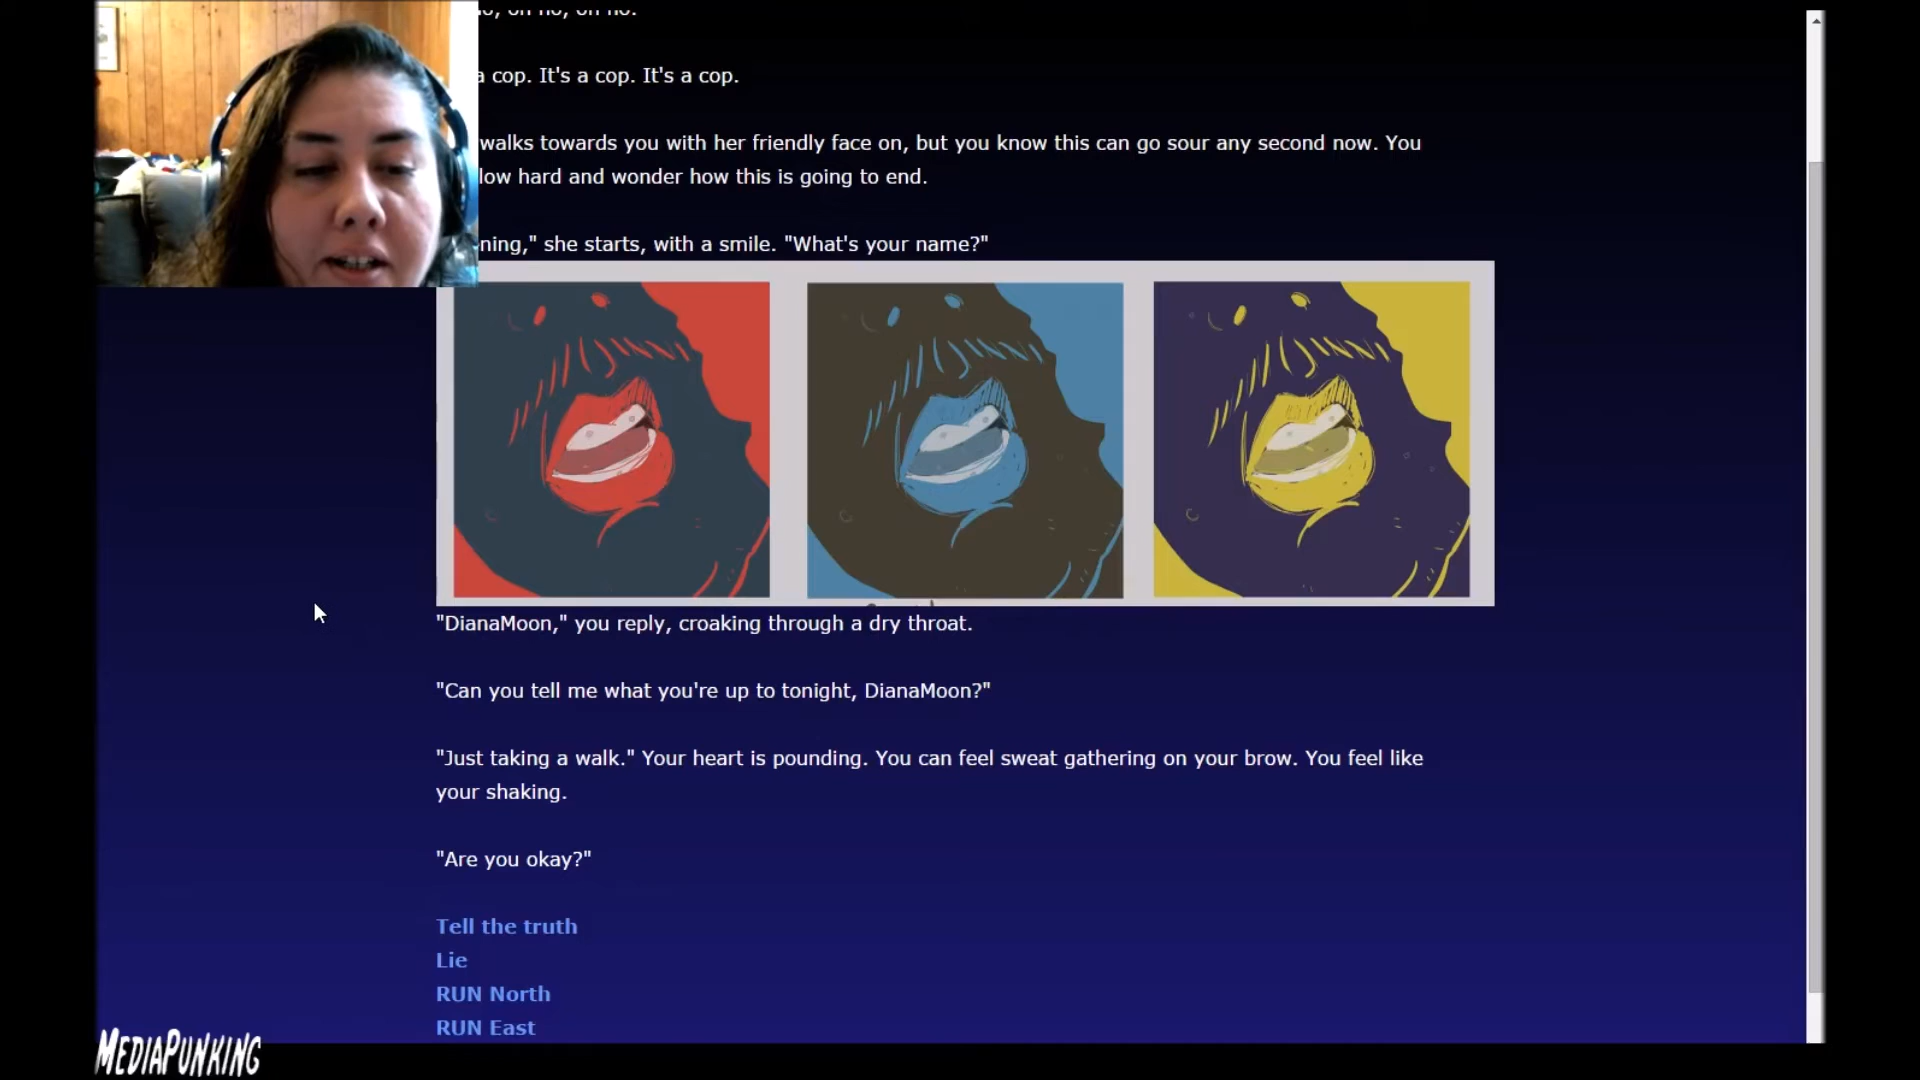 oh no, oh no.
a cop. It's a cop. It's a cop.
walks towards you with her friendly face on, but you know this can go sour any second now. You
low hard and wonder how this is going to end.
ning," she starts, with a smile. "What's your name?"
"DianaMoon," you reply, croaking through a dry throat.
"Can you tell me what you're up to tonight, DianaMoon?"
"Just taking a walk." Your heart is pounding. You can feel sweat gathering on your brow. You feel like
your shaking.
"Are you okay?"
Tell the truth
Lie
RUN North
RUN East
MEDIAPUNKING